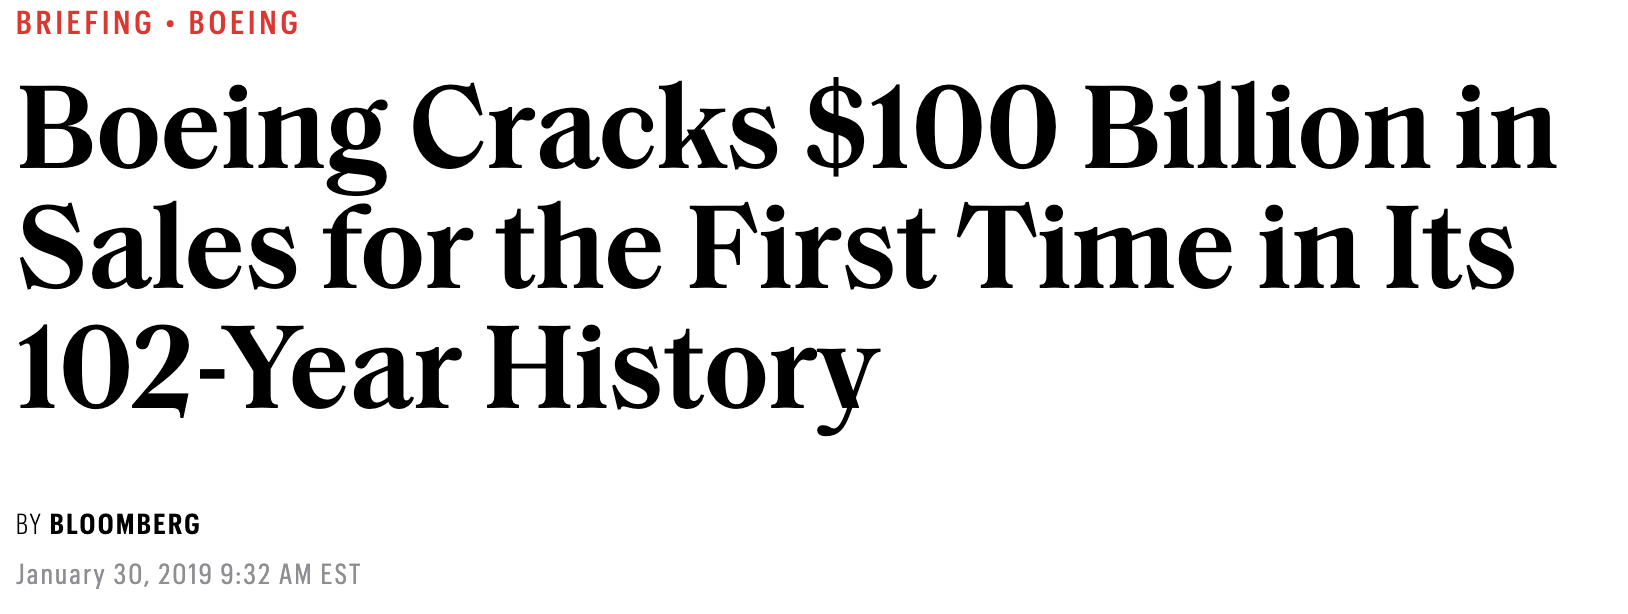 BRIEFING • BOEING
Boeing Cracks $100 Billion in
Sales for the First Time in Its
102-Year History
BY BLOOMBERG
January 30, 2019 9:32 AM EST